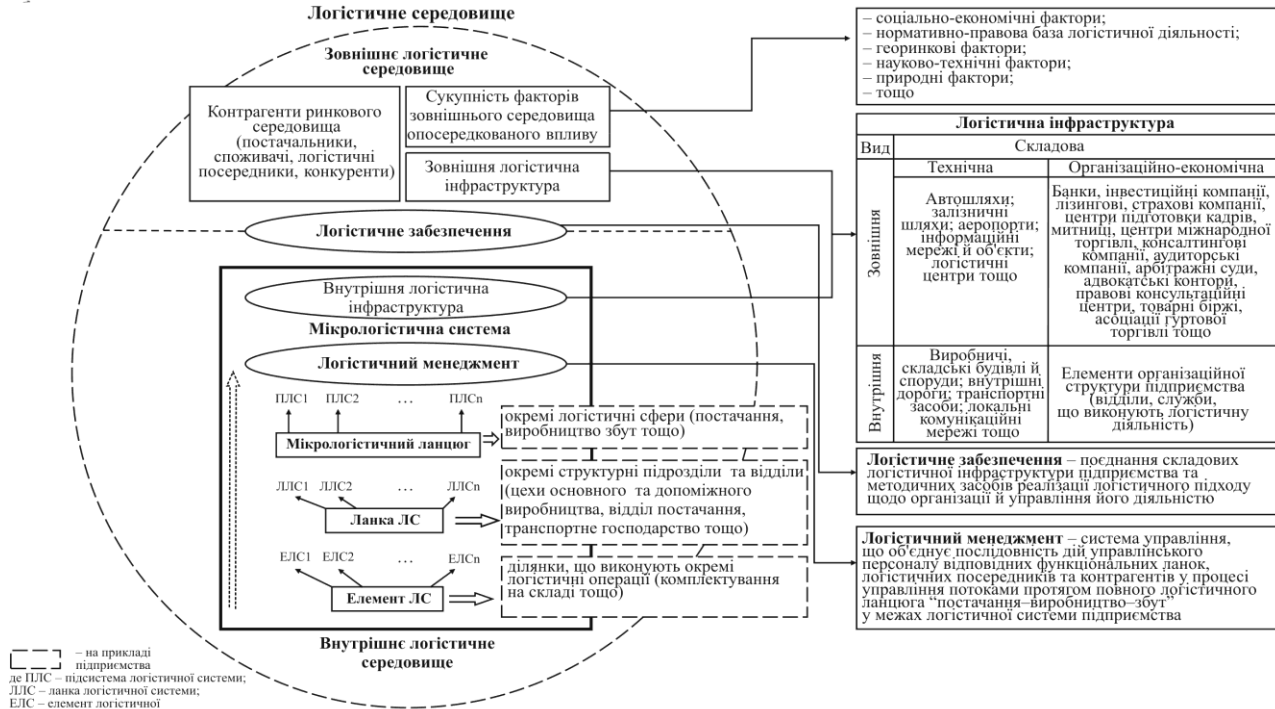 Логістичне середовище
Зовнішнє логістичне
середовище
Контрагенти ринкового
середовища
(постачальники,
споживачі, логістичні
посередники, конкуренти)
Сукупність факторів
зовнішнього середовища
опосередкованого впливу
Зовнішня логістична
інфраструктура
Логістичне забезпечення
Внутрішня логістична
інфраструктура
Мікрологістична система
Логістичний менеджмент
ПЛС1 ПЛС2 … ПЛСn
Мікрологістичний ланцюг
окремі логістичні сфери (постачання,
виробництво збут тощо)
ЛЛС1 ЛЛС2 … ЛЛСn
Ланка ЛС
окремі структурні підрозділи та відділи
(цехи основного та допоміжного
виробництва, відділ постачання,
транспортне господарство тощо)
ЕЛС1 ЕЛС2 … ЕЛСn
Елемент ЛС
ділянки, що виконують окремі
логістичні операції (комплектування
на складі тощо)
Внутрішнє логістичне
середовище
– на прикладі
підприємства
де ПЛС – підсистема логістичної системи;
ЛЛС – ланка логістичної системи;
ЕЛС – елемент логістичної
– соціально-економічні фактори;
– нормативно-правова база логістичної діяльності;
– георинкові фактори;
– науково-технічні фактори;
– природні фактори;
– тощо
Логістична інфраструктура
Вид Складова
Технічна Організаційно-економічна
Зовнішня
Автошляхи;
залізничні
шляхи; аеропорти;
інформаційні
мережі й об'єкти;
логістичні
центри тощо
Банки, інвестиційні компанії,
лізингові, страхові компанії,
центри підготовки кадрів,
митниці, центри міжнародної
торгівлі, консалтингові
компанії, аудиторські
компанії, арбітражні суди,
адвокатські контори,
правові консультаційні
центри, товарні біржі,
асоціації гуртової
торгівлі тощо
Внутрішня
Виробничі,
складські будівлі й
споруди; внутрішні
дороги; транспортні
засоби; локальні
комунікаційні
мережі тощо
Елементи організаційної
структури підприємства
(відділи, служби,
що виконують логістичну
діяльність)
Логістичне забезпечення – поєднання складових
логістичної інфраструктури підприємства та
методичних засобів реалізації логістичного підходу
щодо організації й управління його діяльністю
Логістичний менеджмент – система управління,
що об'єднує послідовність дій управлінського
персоналу відповідних функціональних ланок,
логістичних посередників та контрагентів у процесі
управління потоками протягом повного логістичного
ланцюга “постачання–виробництво–збут”
у межах логістичної системи підприємства